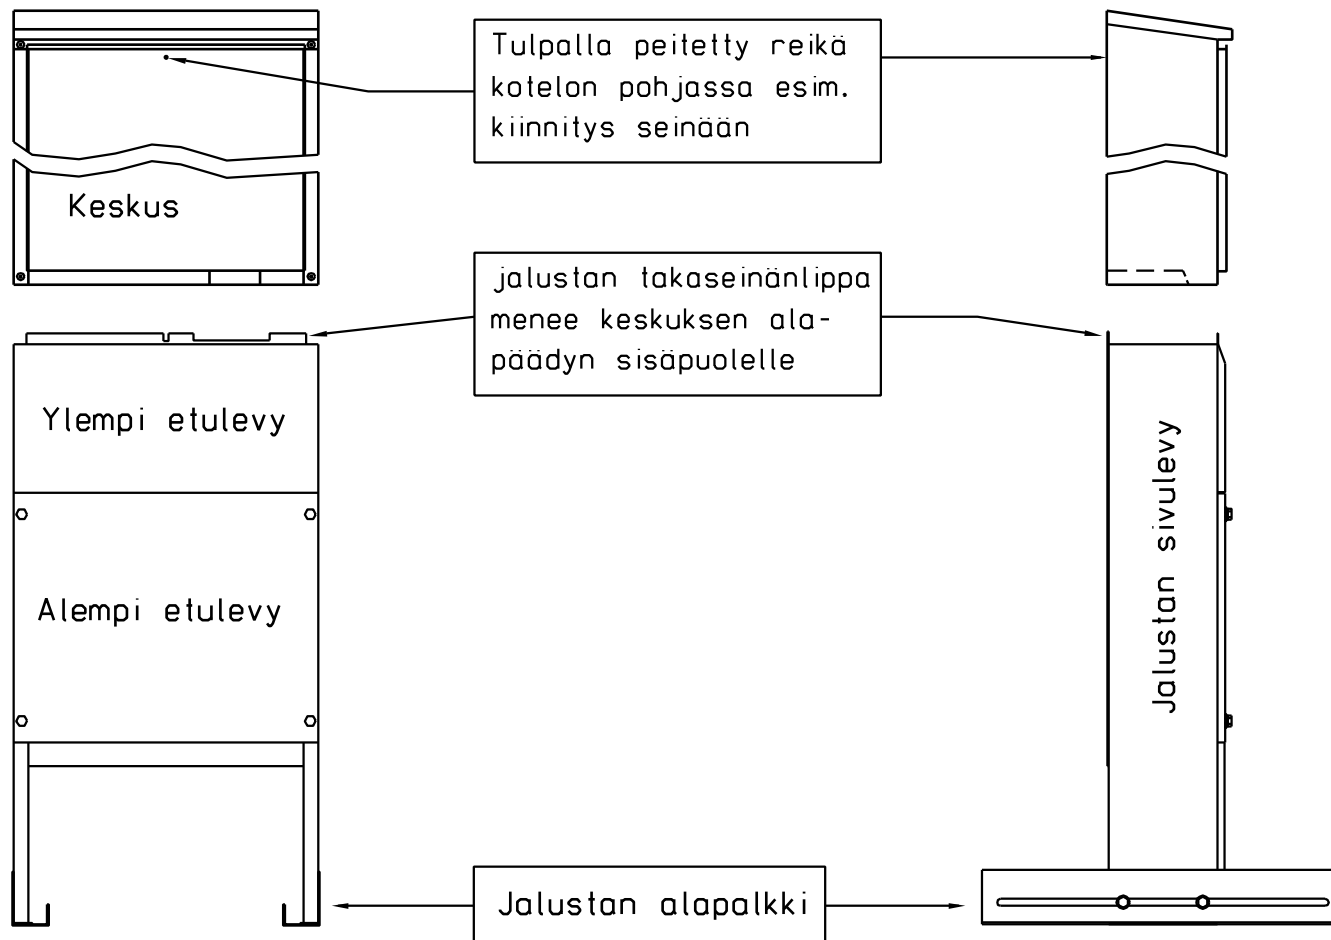 Tulpalla peitetty reikä
kotelon pohjassa esim.
kiinnitys seinään
Keskus
jalustan takaseinänlippa
menee keskuksen ala-
päädyn sisäpuolelle
Ylempi etulevy
Alempi etulevy
Jalustan sivulevy
Jalustan alapalkki